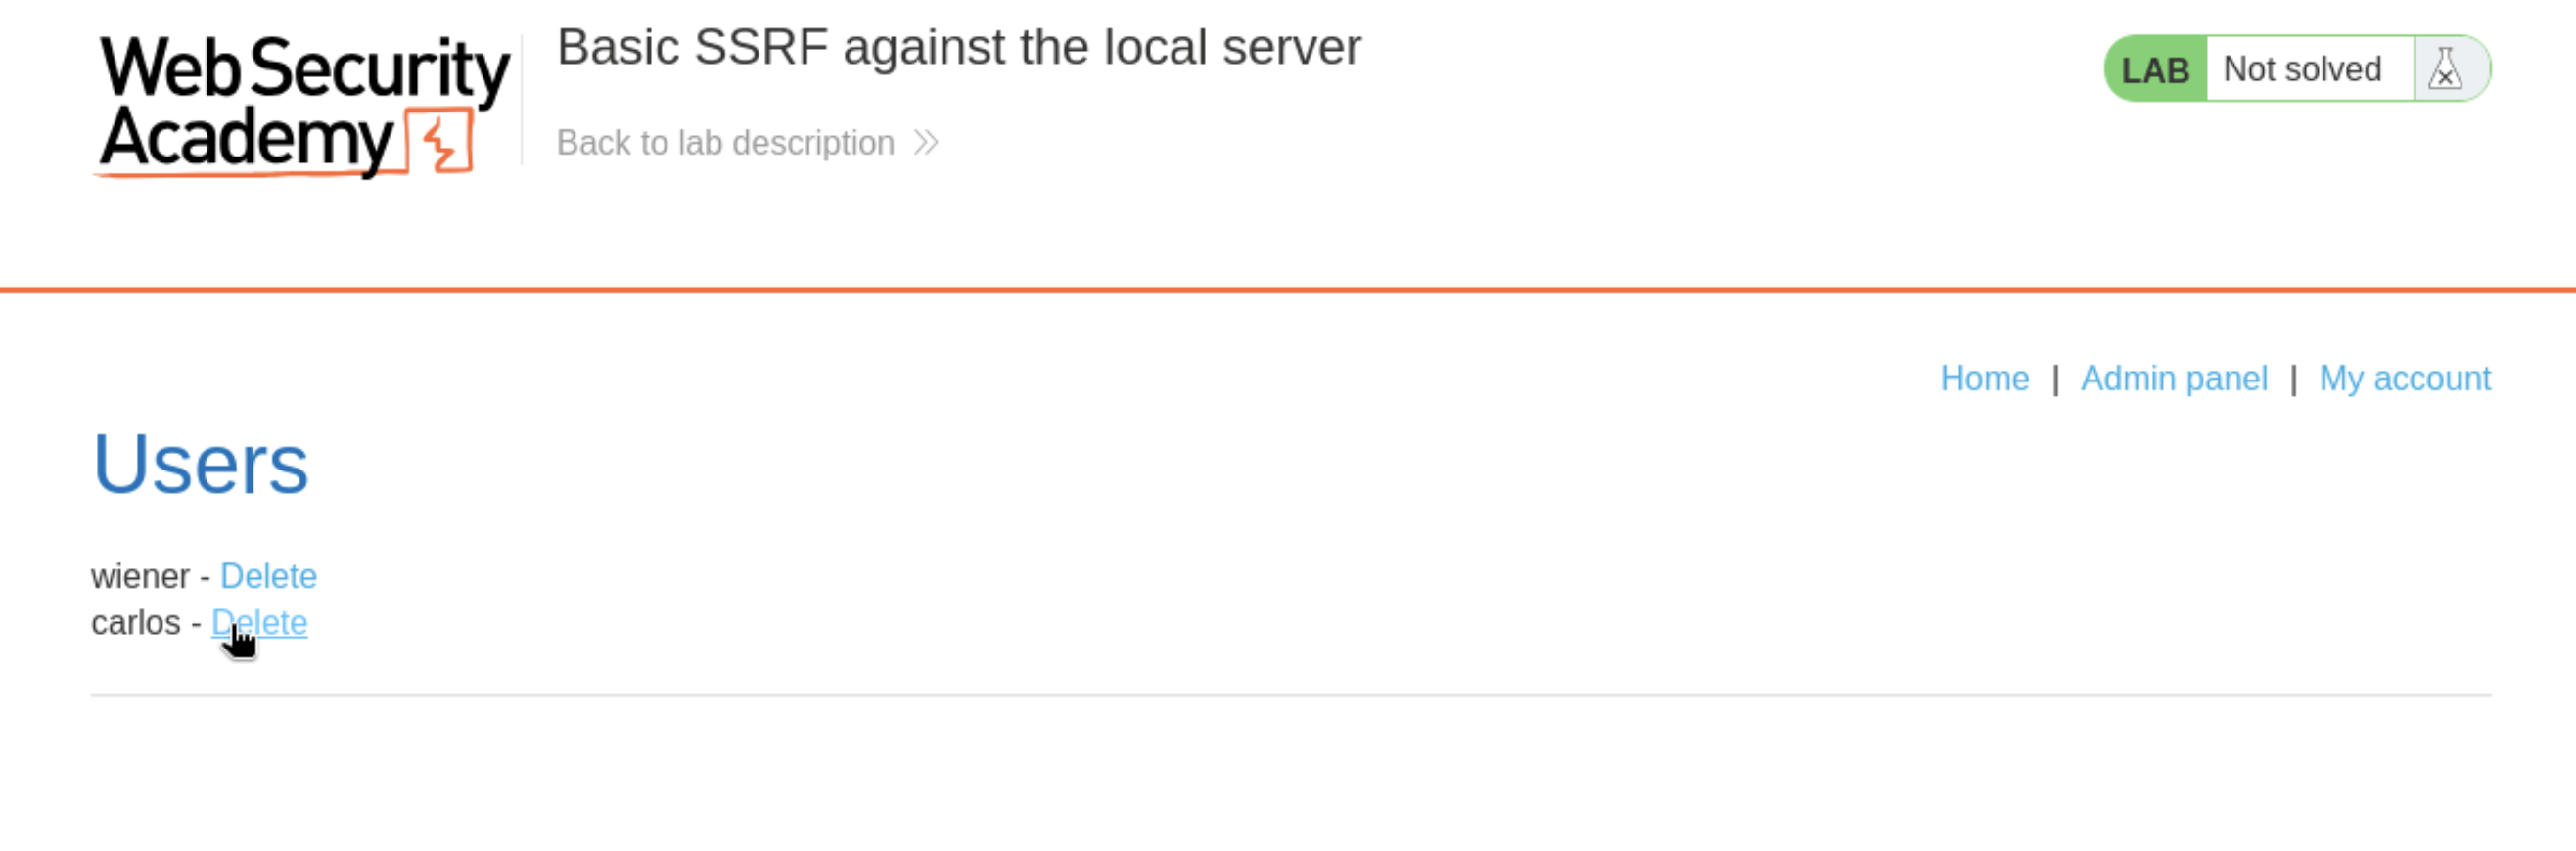 Web Security
Academy
Basic SSRF against the local server
Back to lab description
LAB Not solved
Home | Admin panel | My account
Users
wiener - Delete
carlos - Delete